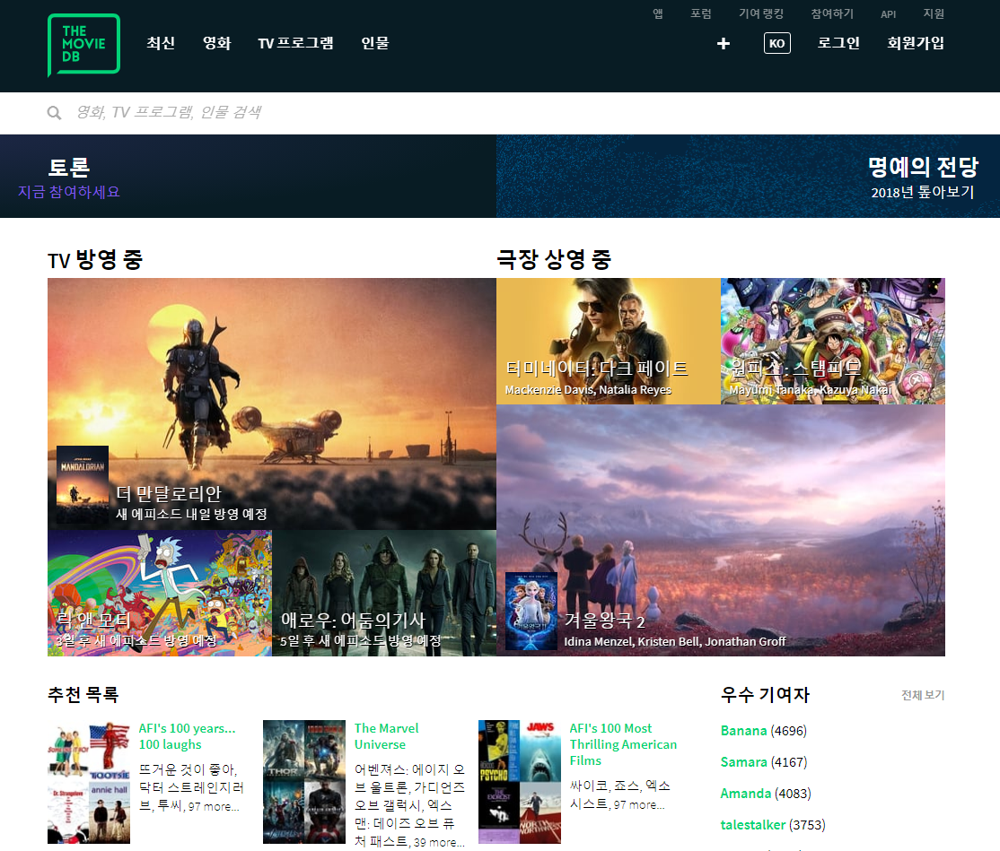 앱 포럼 기여 랭킹 참여하기 API 지원
THE
MOVIE
DB
최신 영화 TV 프로그램 인물
+ KO 로그인 회원가입
영화, TV 프로그램, 인물 검색
토론
지금 참여하세요
명예의 전당
2018년 톺아보기
TV 방영 중
극장 상영 중
터미네이터: 다크 페이트
Mackenzie Davis, Natalia Reyes
원피스 : 스탬피드
Mayumi Tanaka, Kazuya Nakai
MANDALORIAN
더 만달로리안
새 에피소드 내일 방영 예정
릭 앤 모티
3일 후 새 에피소드 방영 예정
애로우: 어둠의기사
5일 후 새 에피소드 방영 예정
겨울왕국 2
Idina Menzel, Kristen Bell, Jonathan Groff
추천 목록
AFI's 100 years...
100 laughs
뜨거운 것이 좋아,
닥터 스트레인지러
브, 투씨, 97 more...
TOOTSIE
Dr. Strangelove
annie hall
The Marvel
Universe
어벤져스: 에이지 오
브 울트론, 가디언즈
오브 갤럭시, 엑스
맨: 데이즈 오브 퓨
처 패스트, 39 more...
THOR
AFI's 100 Most
Thrilling American
Films
싸이코, 죠스, 엑소
시스트, 97 more...
PSYCHO
JAWS
THE
EXORCIST
우수 기여자
전체 보기
Banana (4696)
Samara (4167)
Amanda (4083)
talestalker (3753)